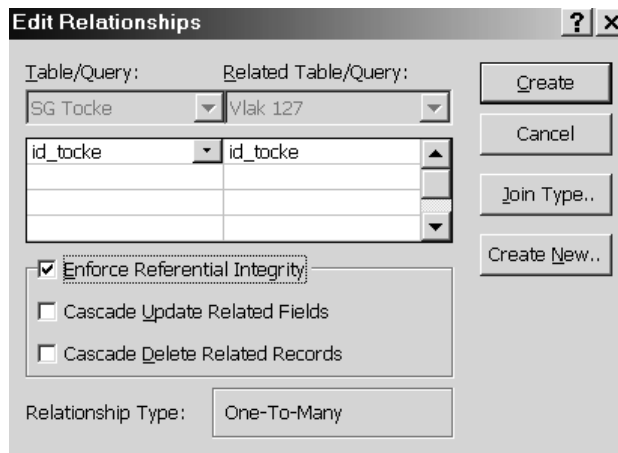 Edit Relationships
Table/Query: Related Table/Query:
SG Tocke Vlak 127
id_tocke id_tocke
Enforce Referential Integrity
Cascade Update Related Fields
Cascade Delete Related Records
Relationship Type: One-To-Many
Create
Cancel
Join Type..
Create New..